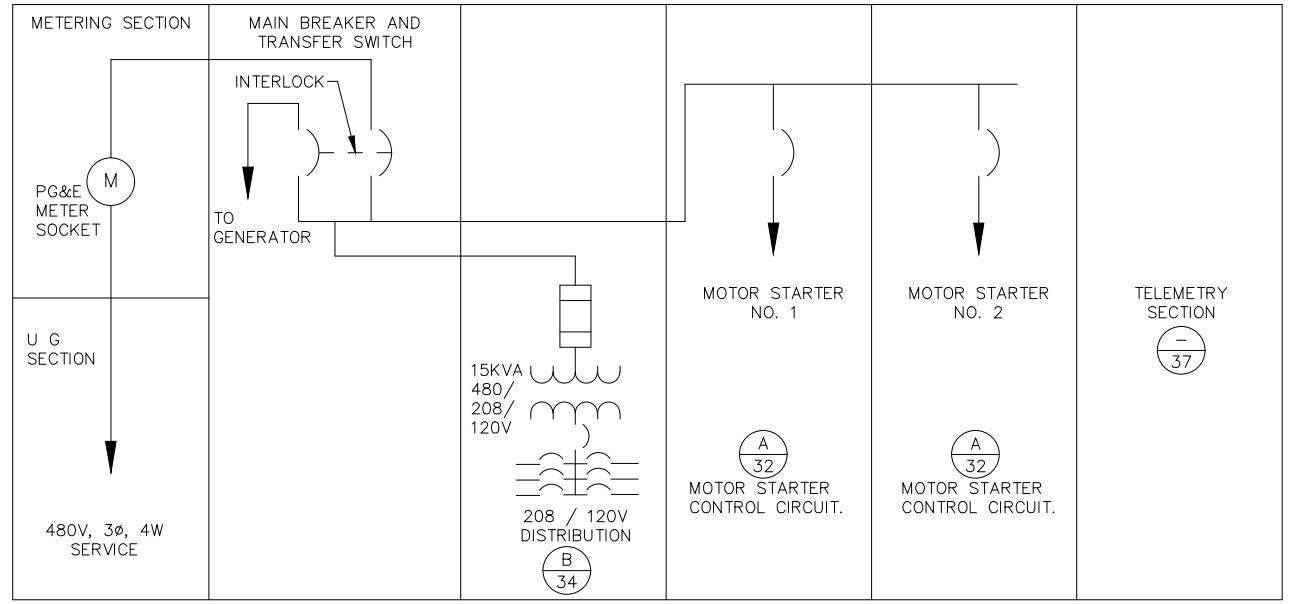 METERING SECTION
MAIN BREAKER AND
TRANSFER SWITCH
INTERLOCK
M
PG&E
METER
SOCKET
TO
GENERATOR
U G
SECTION
480V, 3ø, 4W
SERVICE
15KVA
480/
208/
120V
208 / 120V
DISTRIBUTION
B
34
MOTOR STARTER
NO. 1
A
32
MOTOR STARTER
CONTROL CIRCUIT.
MOTOR STARTER
NO. 2
A
32
MOTOR STARTER
CONTROL CIRCUIT.
TELEMETRY
SECTION
–
37